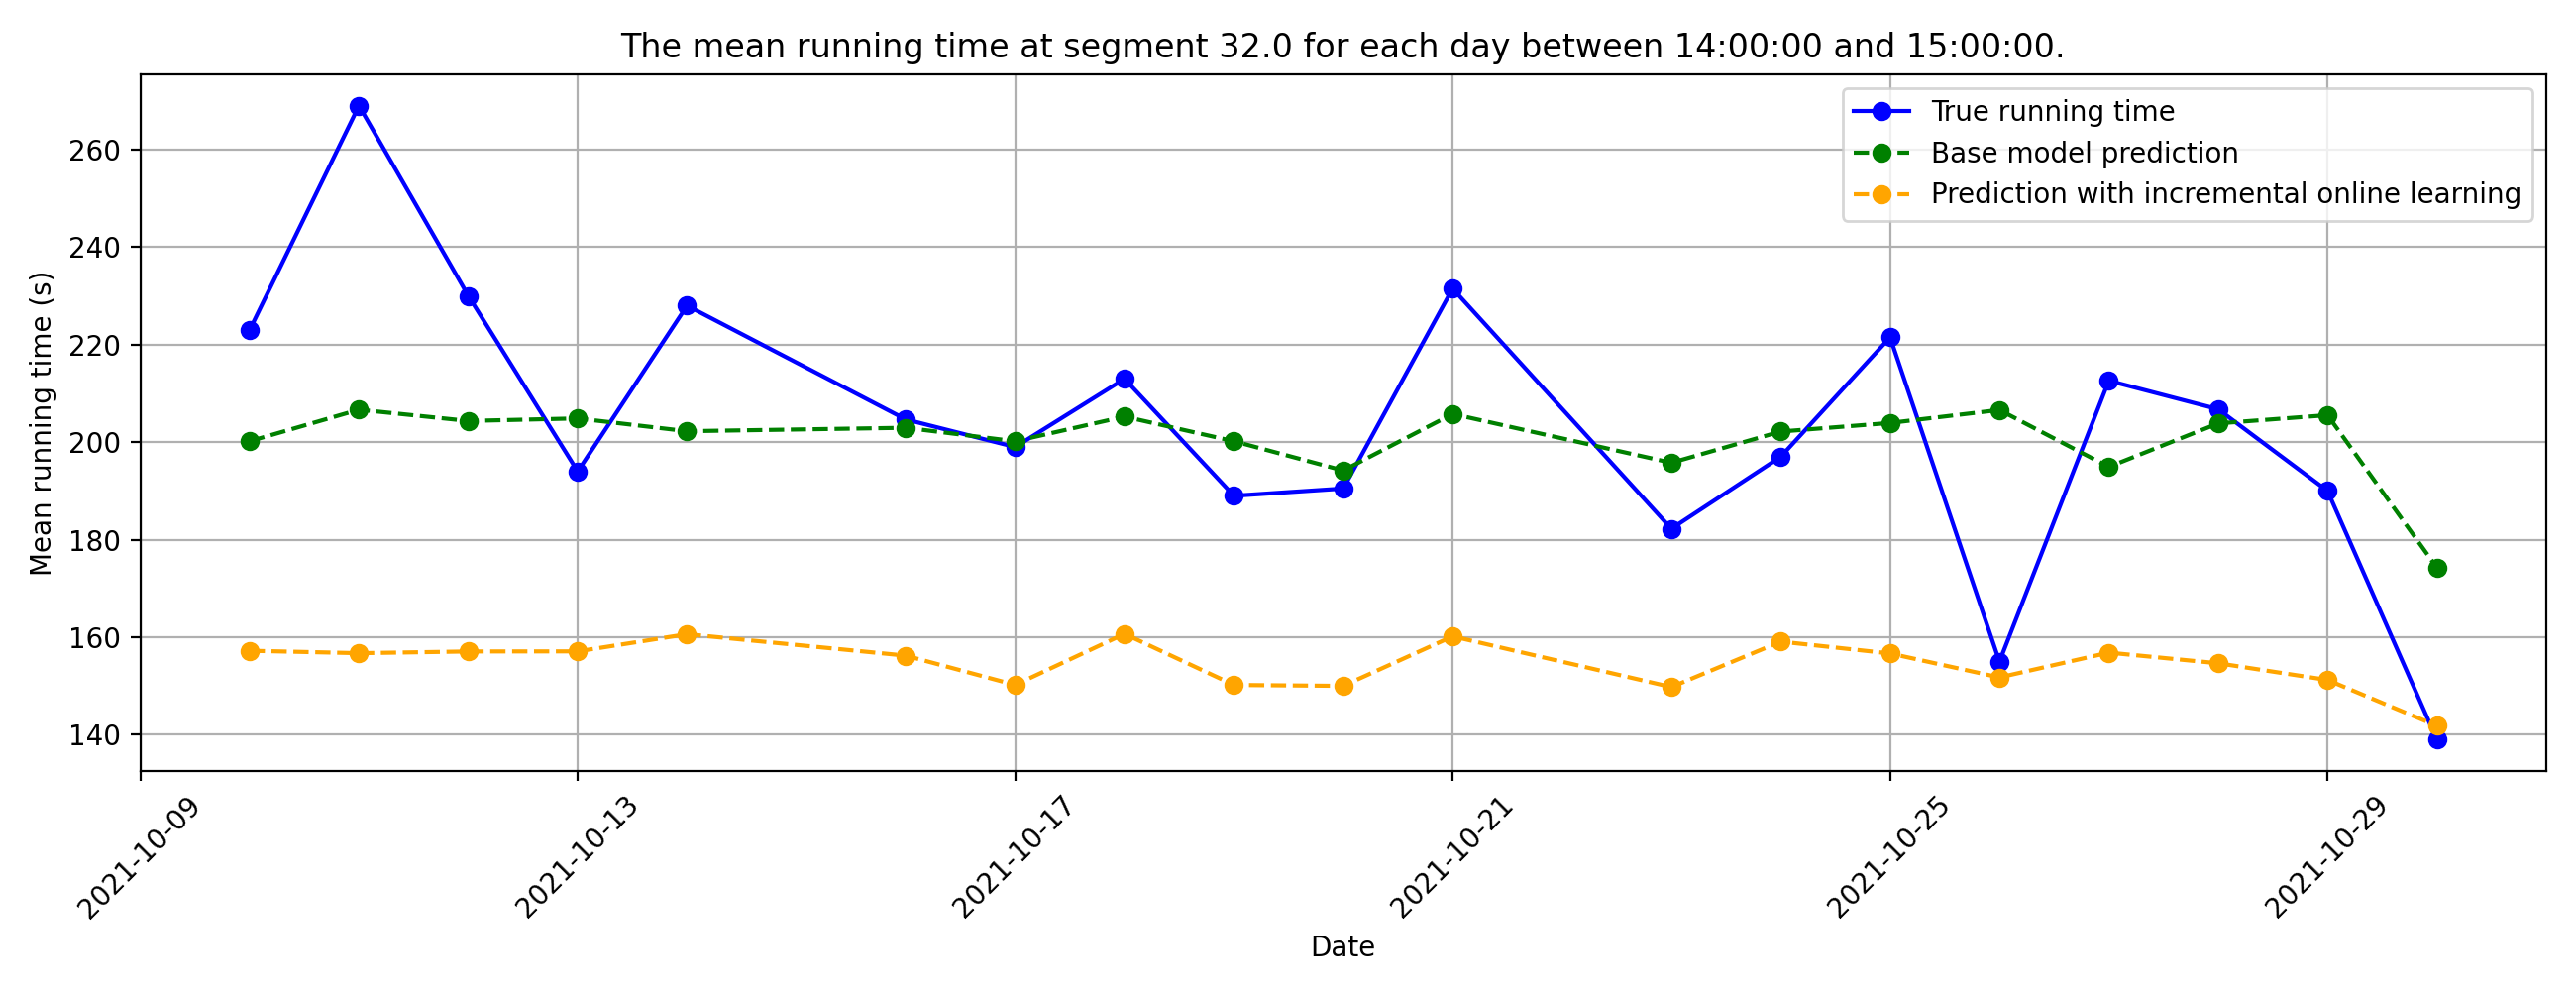 The mean running time at segment 32.0 for each day between 14:00:00 and 15:00:00.
True running time
Base model prediction
Prediction with incremental online learning
Mean running time (s)
260
240
220
200
180
160
140
2021-10-09
2021-10-13
2021-10-17
2021-10-21
2021-10-25
2021-10-29
Date